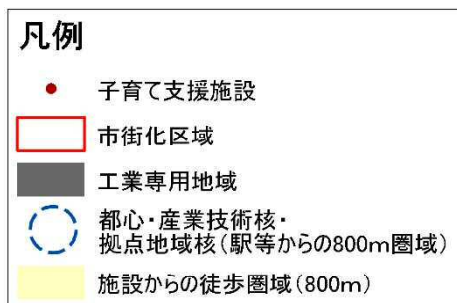 凡例
子育て支援施設
市街化区域
工業専用地域
都心・産業技術核・
拠点地域核（駅等からの800m圏域）
施設からの徒歩圏域（800m）